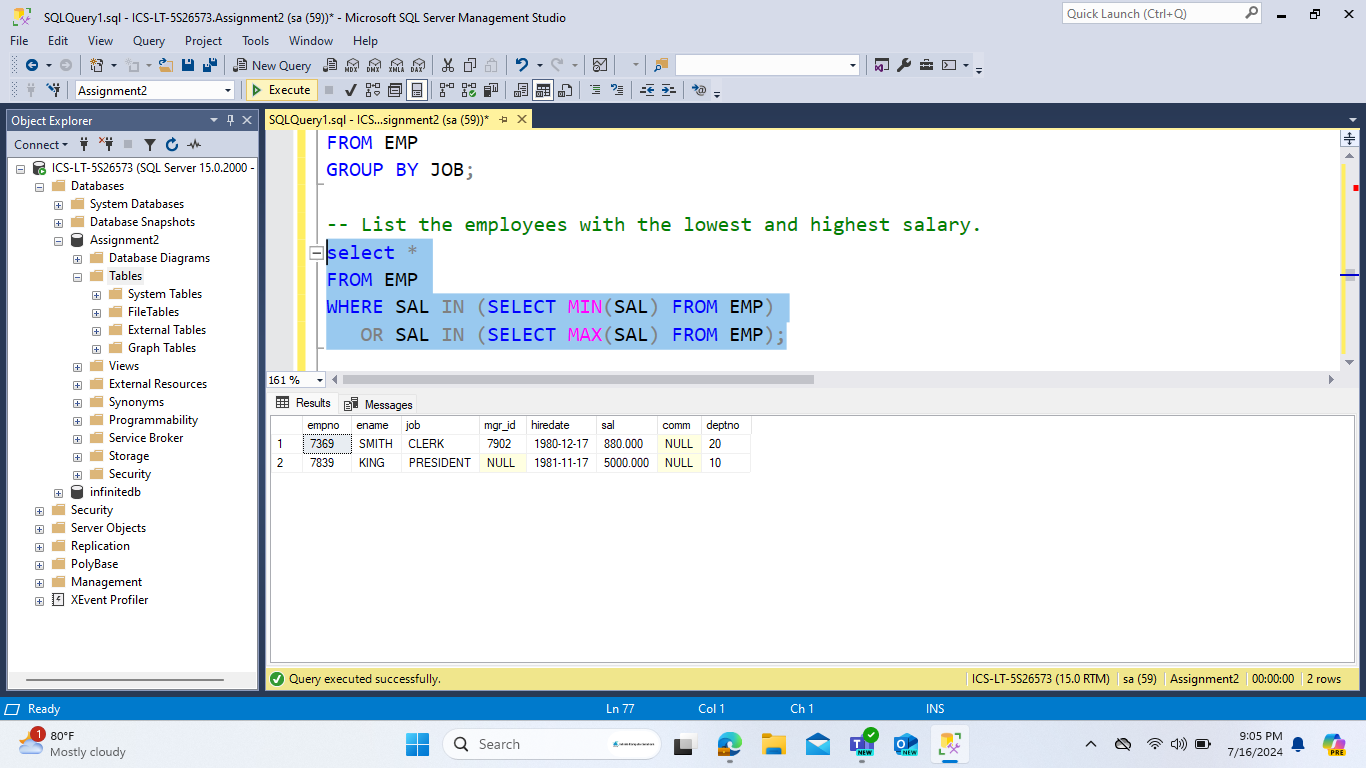 SQLQuery1.sql - ICS-LT-5S26573.Assignment2 (sa (59))* - Microsoft SQL Server Management Studio
Quick Launch (Ctrl+Q)
File Edit View Query Project Tools Window Help
New Query MDX DMX XMLA DAX
Assignment2 Execute
Object Explorer
Connect
ICS-LT-5S26573 (SQL Server 15.0.2000 -
Databases
System Databases
Database Snapshots
Assignment2
Database Diagrams
Tables
System Tables
FileTables
External Tables
Graph Tables
Views
External Resources
Synonyms
Programmability
Service Broker
Storage
Security
infinitedb
Security
Server Objects
Replication
PolyBase
Management
XEvent Profiler
SQLQuery1.sql - ICS...signment2 (sa (59))*
FROM EMP
GROUP BY JOB;
-- List the employees with the lowest and highest salary.
select *
FROM EMP
WHERE SAL IN (SELECT MIN(SAL) FROM EMP)
OR SAL IN (SELECT MAX(SAL) FROM EMP);
161 %
Results Messages
empno ename job mgr_id hiredate sal comm deptno
1 7369 SMITH CLERK 7902 1980-12-17 880.000 NULL 20
2 7839 KING PRESIDENT NULL 1981-11-17 5000.000 NULL 10
Query executed successfully. ICS-LT-5S26573 (15.0 RTM) sa (59) Assignment2 00:00:00 2 rows
Ready Ln 77 Col 1 Ch 1 INS
1
80°F
Mostly cloudy
Search
NEW
NEW
9:05 PM
7/16/2024
PRE